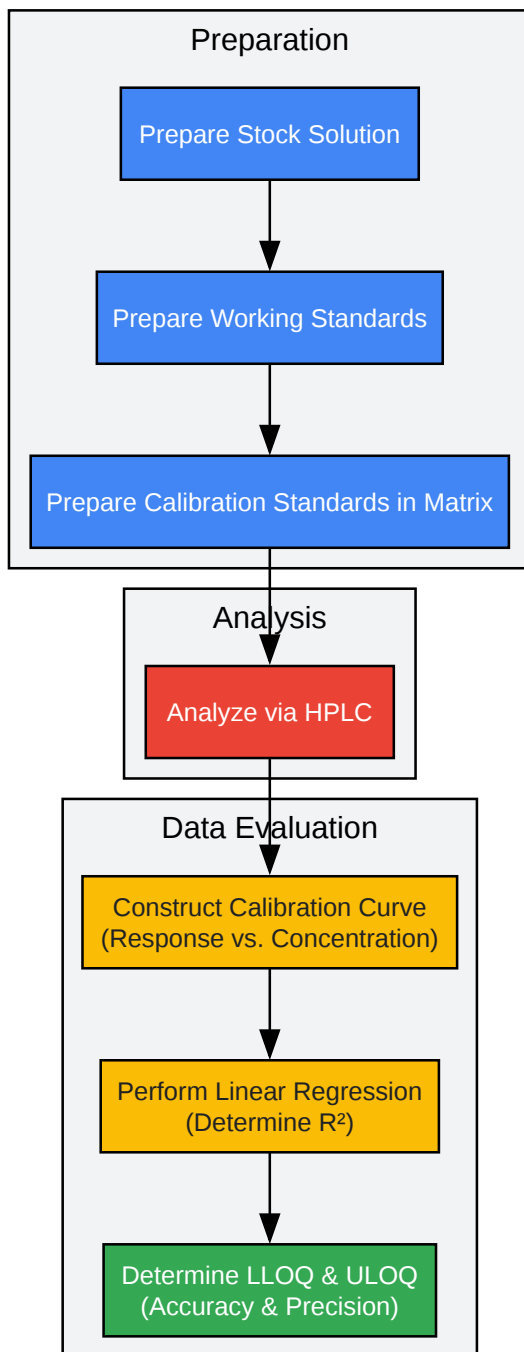 Preparation
Prepare Stock Solution
Prepare Working Standards
Prepare Calibration Standards in Matrix
Analysis
Analyze via HPLC
Data Evaluation
Construct Calibration Curve
(Response vs. Concentration)
Perform Linear Regression
(Determine R²)
Determine LLOQ & ULOQ
(Accuracy & Precision)